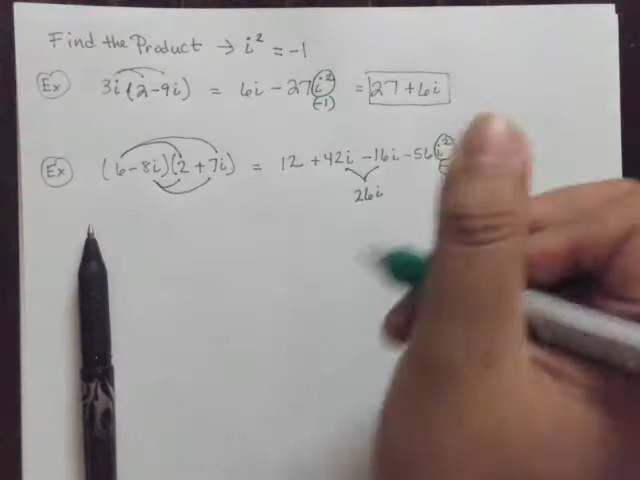 Find the Product → i² = -1
Ex 3i(2-9i) = 6i - 27i² = 27 + 6i
(-1)
Ex (6-8i)(2+7i) = 12 + 42i - 16i - 56i²
26i